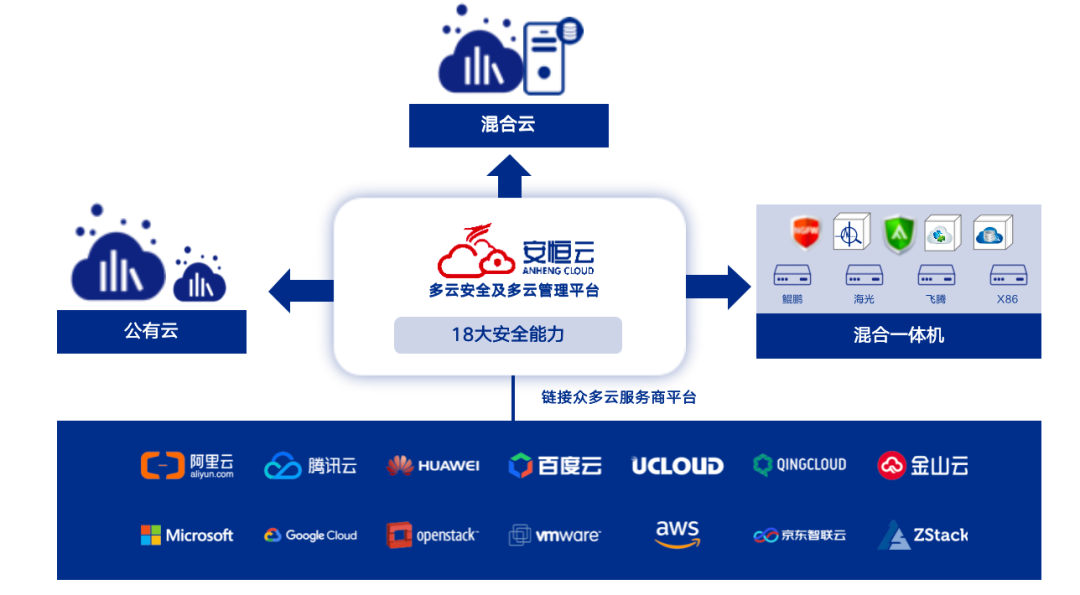 混合云
安恒云
ANHENG CLOUD
多云安全及多云管理平台
18大安全能力
公有云
NGFW
鲲鹏
海光
飞腾
X86
混合一体机
链接众多云服务商平台
阿里云
aliyun.com
腾讯云
HUAWEI
百度云
UCLOUD
QINGCLOUD
金山云
Microsoft
Google Cloud
openstack™
vmware®
aws
京东智联云
ZStack